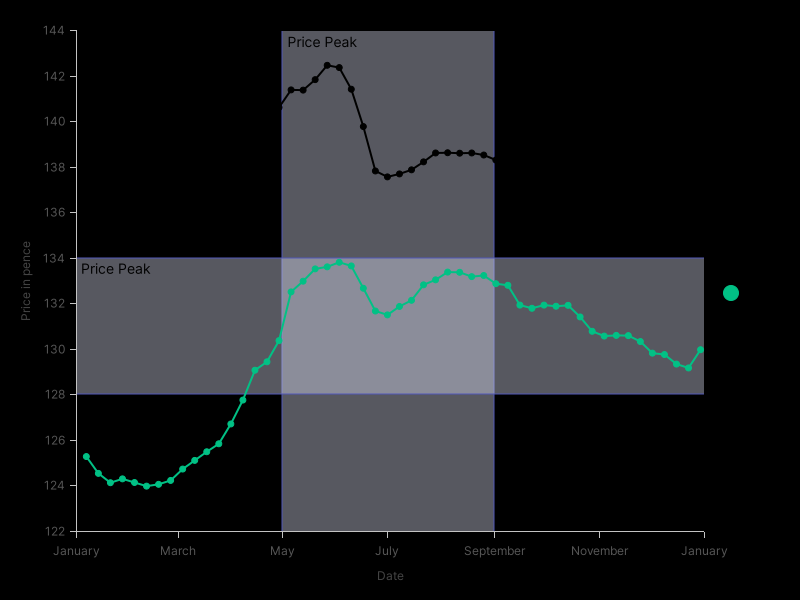 144
Price Peak
142
140
138
136
134
Price Peak
132
130
128
126
124
122
Price in pence
January March May July September November January
Date